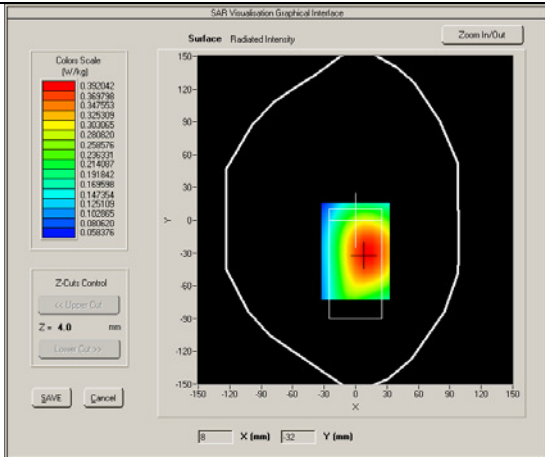 SAR Visualisation Graphical Interface
Surface Radiated Intensity
Zoom In/Out
Colors Scale
(W/kg)
0.392042
0.369798
0.347553
0.325309
0.303065
0.280820
0.258576
0.236331
0.214087
0.191842
0.169598
0.147354
0.125109
0.102865
0.080620
0.058376
Z-Cuts Control
<< Upper Cut
Z = 4.0 mm
Lower Cut >>
SAVE Cancel
150
120
90
60
30
0
-30
-60
-90
-120
-150
Y
-150 -120 -90 -60 -30 0 30 60 90 120 150
X
8 X (mm) -32 Y (mm)